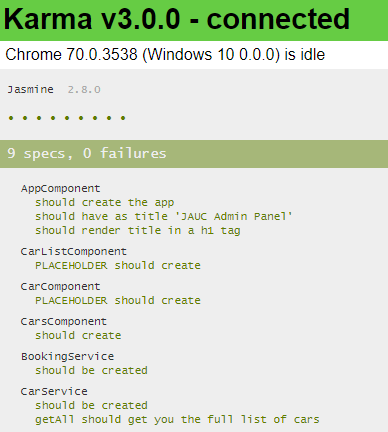 Karma v3.0.0 - connected
Chrome 70.0.3538 (Windows 10 0.0.0) is idle
Jasmine 2.8.0
• • • • • • • • •
9 specs, 0 failures
AppComponent
should create the app
should have as title 'JAUC Admin Panel'
should render title in a h1 tag
CarListComponent
PLACEHOLDER should create
CarComponent
PLACEHOLDER should create
CarsComponent
should create
BookingService
should be created
CarService
should be created
getAll should get you the full list of cars